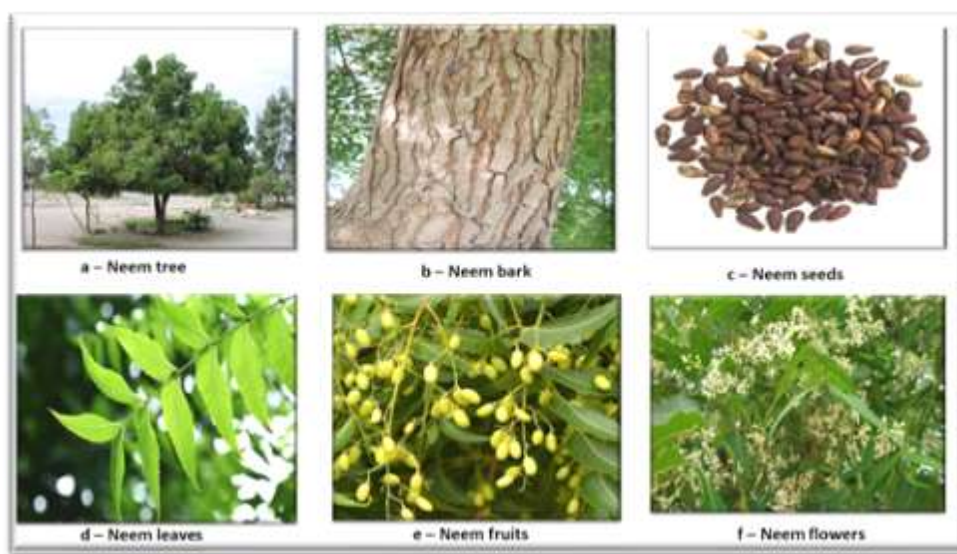 a – Neem tree
b – Neem bark
c – Neem seeds
d – Neem leaves
e – Neem fruits
f – Neem flowers